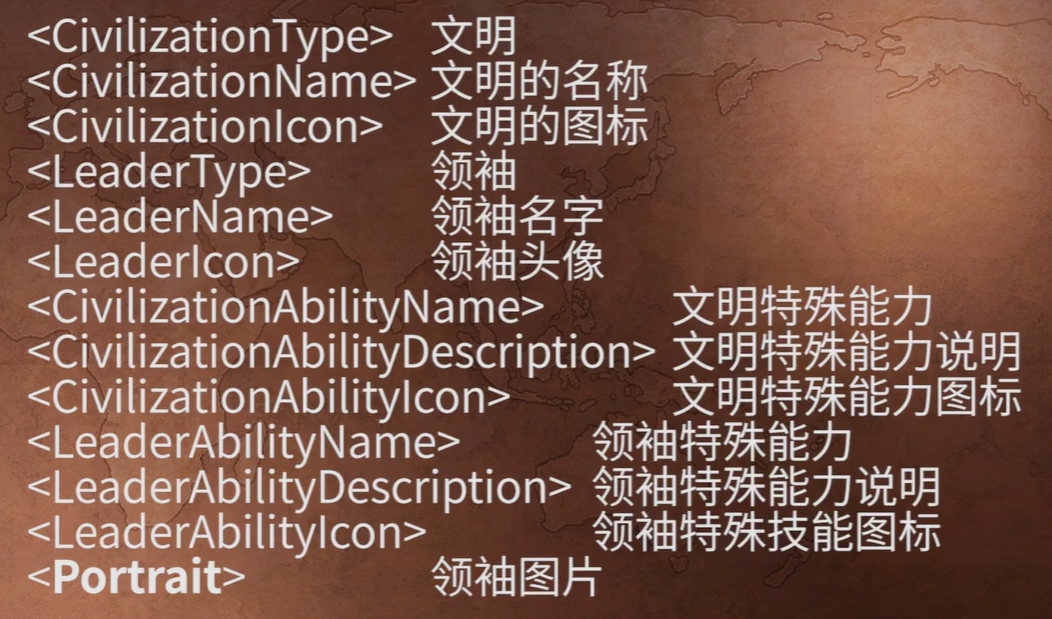 <CivilizationType> 文明
<CivilizationName> 文明的名称
<CivilizationIcon> 文明的图标
<LeaderType> 领袖
<LeaderName> 领袖名字
<LeaderIcon> 领袖头像
<CivilizationAbilityName> 文明特殊能力
<CivilizationAbilityDescription> 文明特殊能力说明
<CivilizationAbilityIcon> 文明特殊能力图标
<LeaderAbilityName> 领袖特殊能力
<LeaderAbilityDescription> 领袖特殊能力说明
<LeaderAbilityIcon> 领袖特殊技能图标
<Portrait> 领袖图片